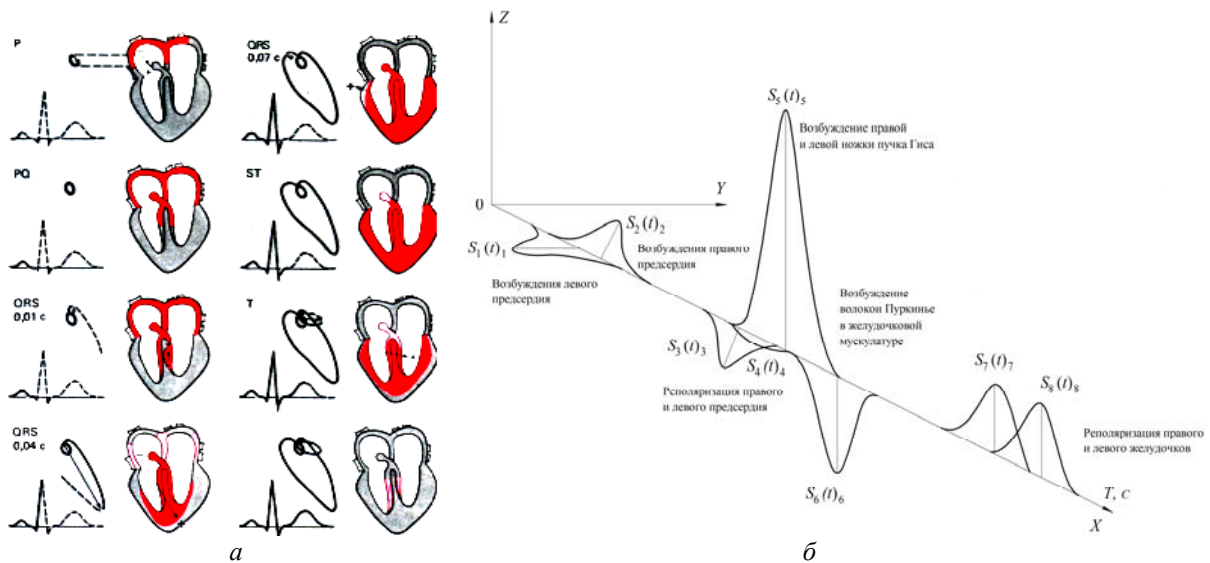 P
QRS
0,07 с
PQ
ST
QRS
0,01 с
T
QRS
0,04 с
а
Z
S₅(t)₅
Возбуждение правой
и левой ножки пучка Гиса
Y
0
S₂(t)₂
S₁(t)₁
Возбуждения правого
предсердия
Возбуждения левого
предсердия
Возбуждение
волокон Пуркинье
в желудочковой
мускулатуре
S₃(t)₃
S₄(t)₄
Реполяризация правого
и левого предсердия
S₇(t)₇
S₈(t)₈
Реполяризация правого
и левого желудочков
S₆(t)₆
T, с
X
б